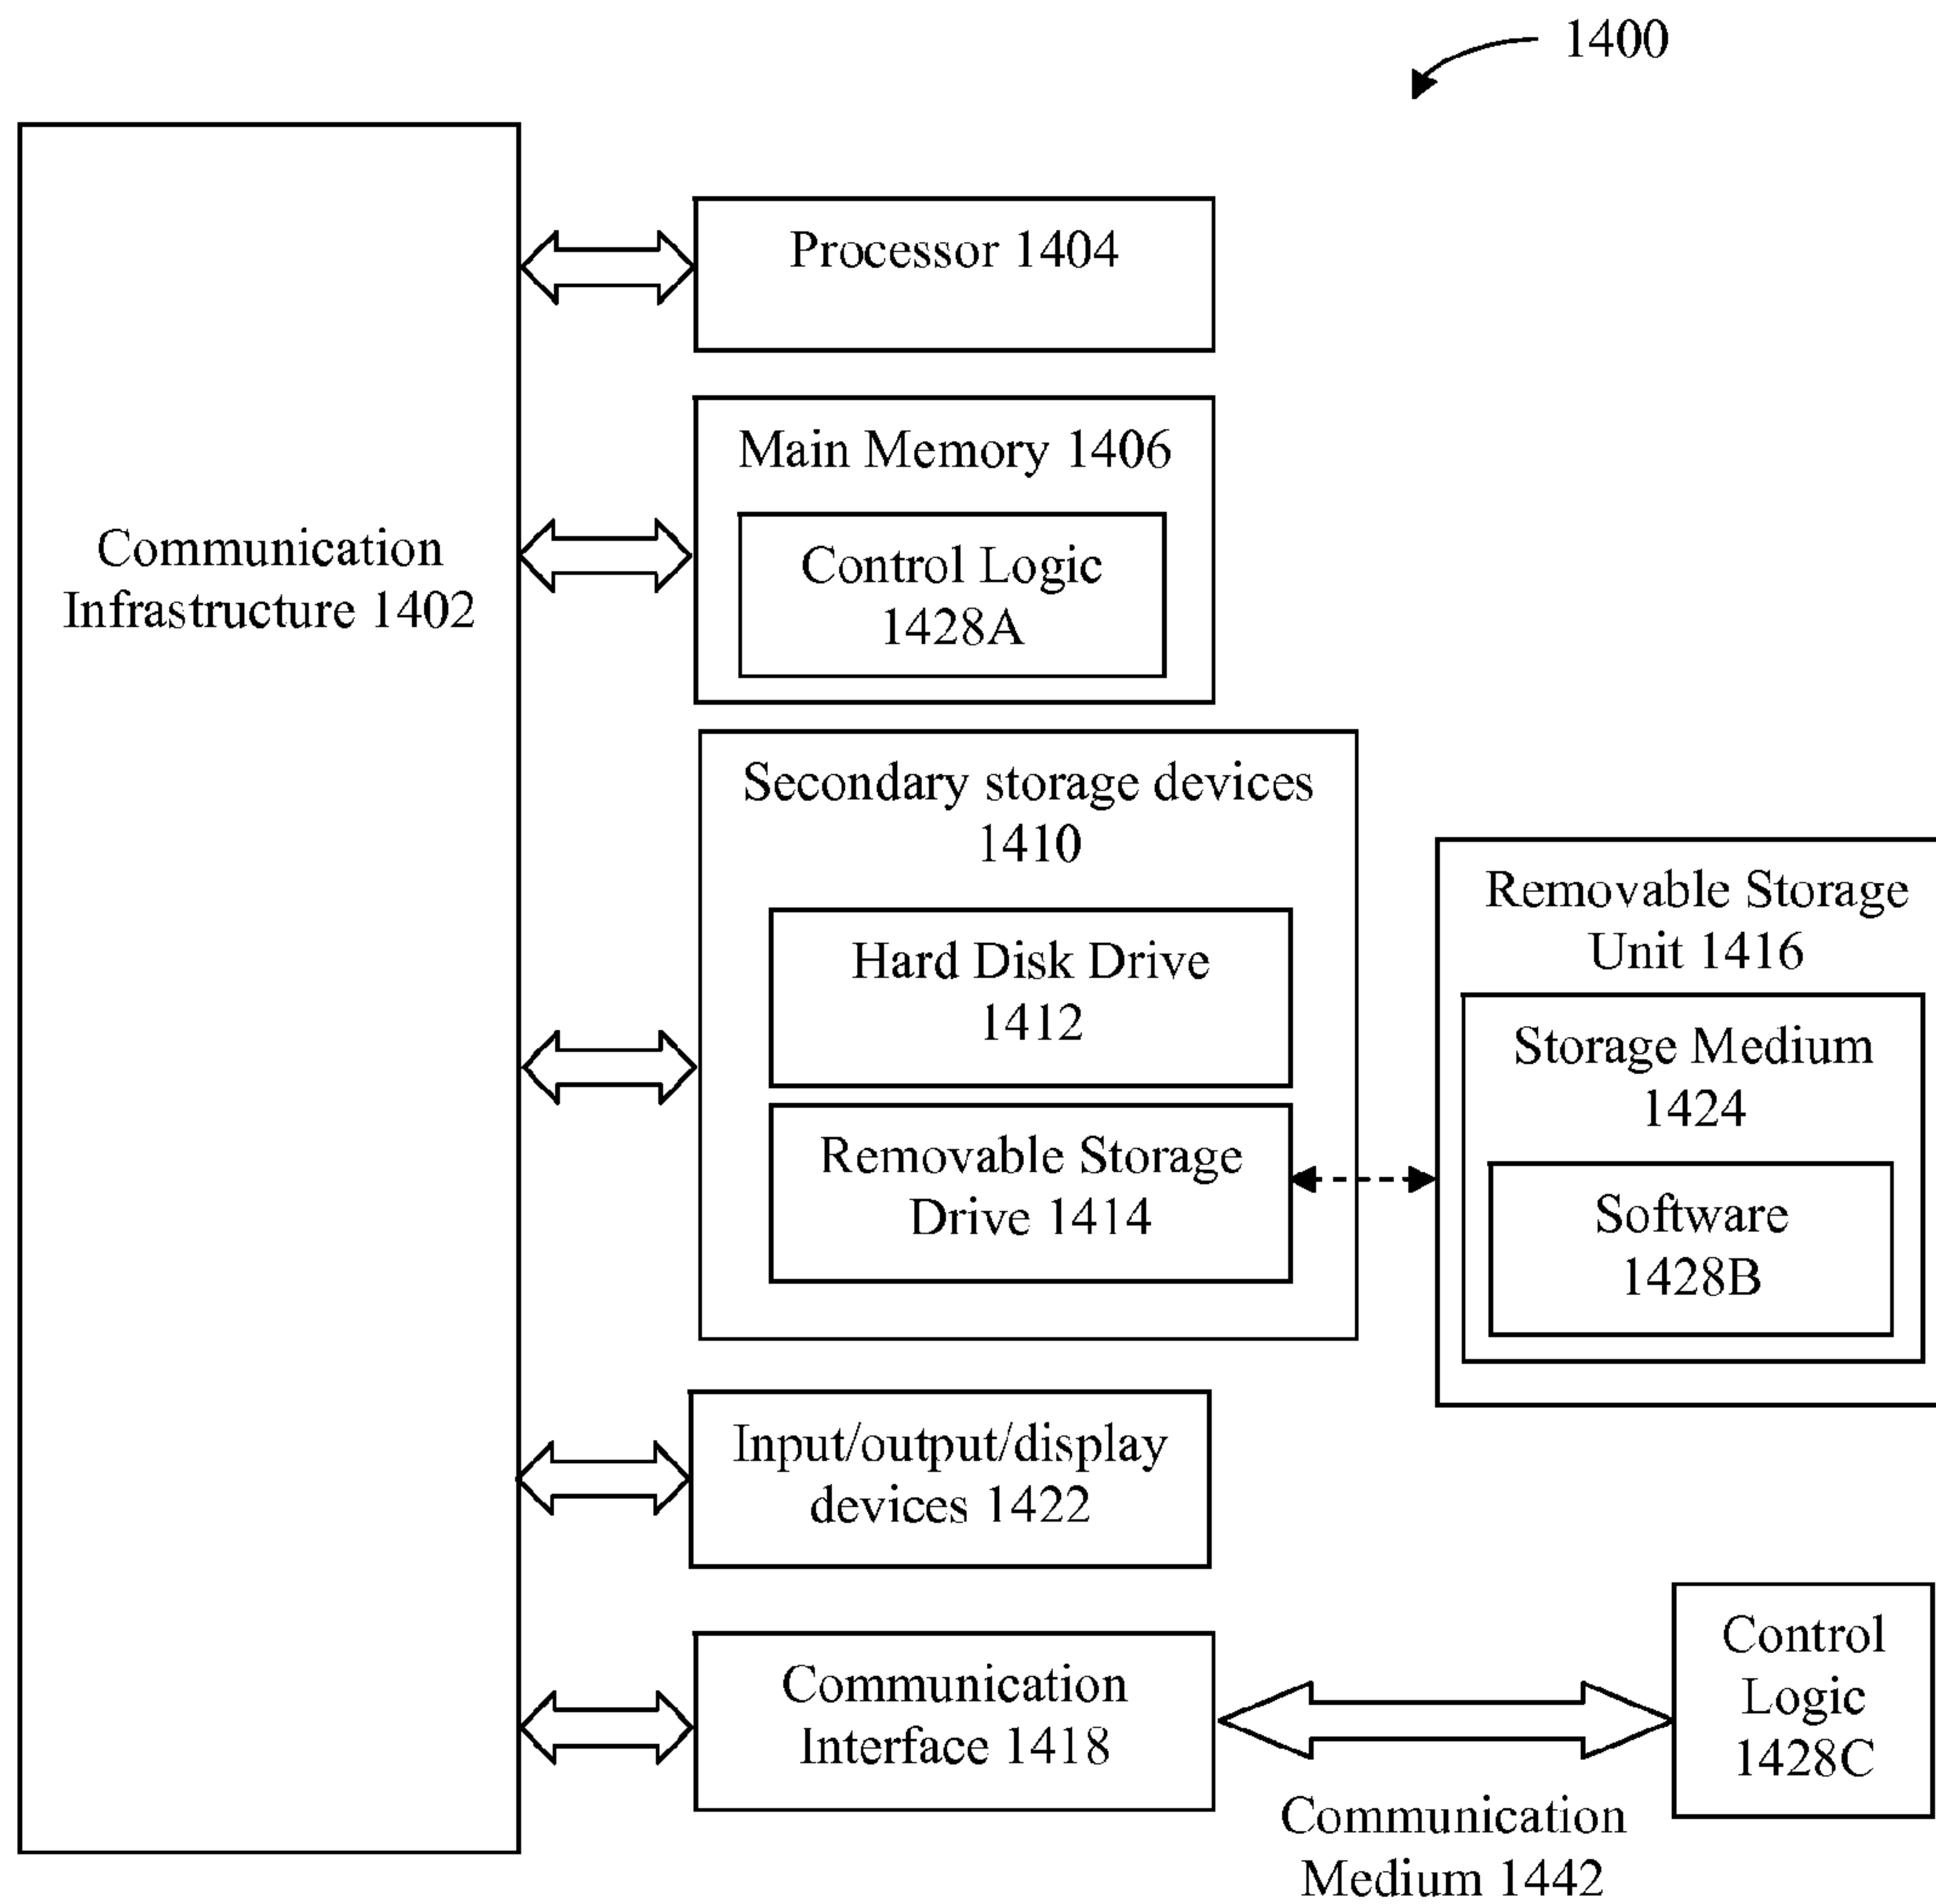 1400
Processor 1404
Main Memory 1406
Control Logic
1428A
Communication
Infrastructure 1402
Secondary storage devices
1410
Hard Disk Drive
1412
Removable Storage
Drive 1414
Removable Storage
Unit 1416
Storage Medium
1424
Software
1428B
Input/output/display
devices 1422
Communication
Interface 1418
Control
Logic
1428C
Communication
Medium 1442